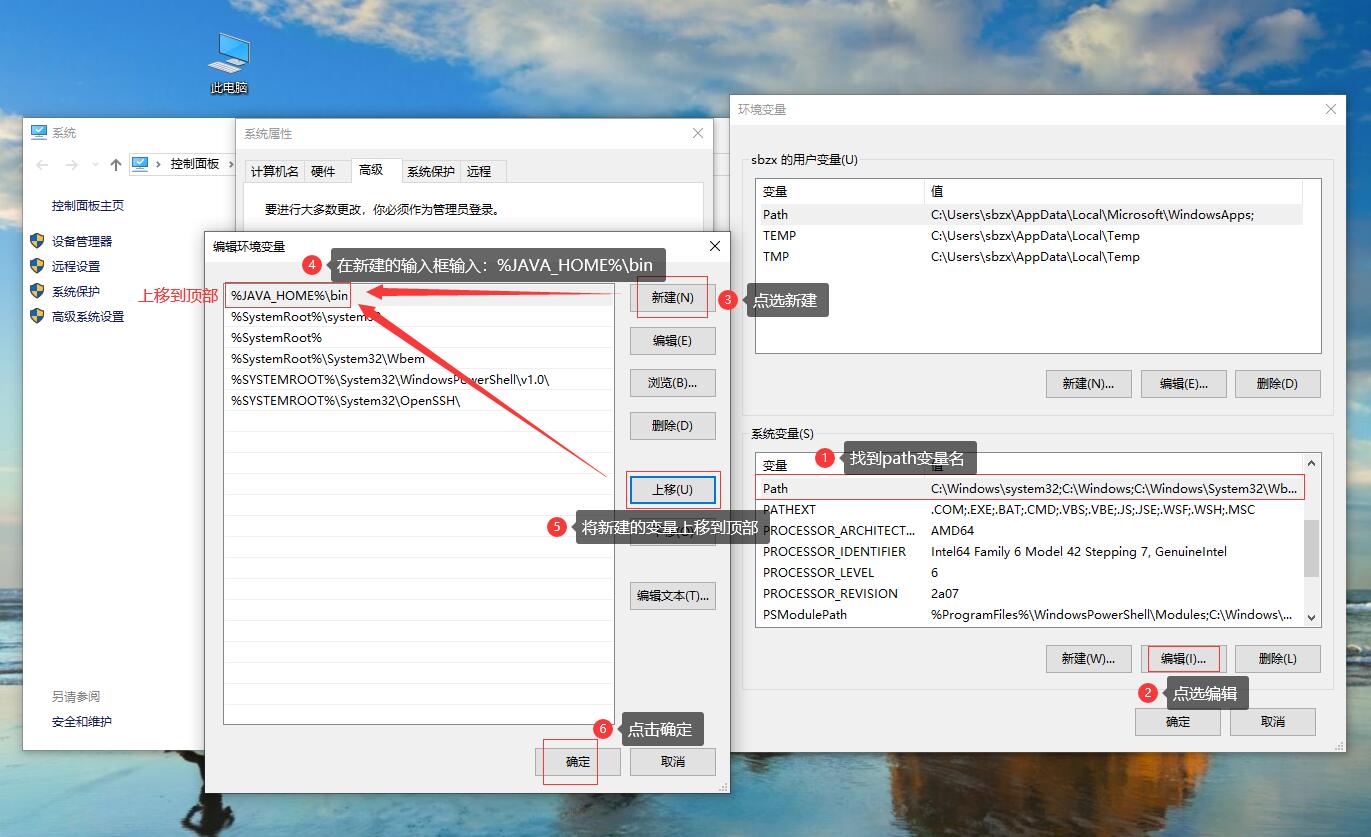 此电脑
系统
控制面板
控制面板主页
设备管理器
远程设置
系统保护
高级系统设置
另请参阅
安全和维护
系统属性
计算机名 硬件 高级 系统保护 远程
要进行大多数更改，你必须作为管理员登录。
编辑环境变量
4 在新建的输入框输入：%JAVA_HOME%\bin
上移到顶部
%JAVA_HOME%\bin
%SystemRoot%\system32
%SystemRoot%
%SystemRoot%\System32\Wbem
%SYSTEMROOT%\System32\WindowsPowerShell\v1.0\
%SYSTEMROOT%\System32\OpenSSH\
新建(N)
3 点选新建
编辑(E)
浏览(B)...
删除(D)
上移(U)
5 将新建的变量上移到顶部
编辑文本(T)...
6 点击确定
确定 取消
环境变量
sbzx 的用户变量(U)
变量 值
Path C:\Users\sbzx\AppData\Local\Microsoft\WindowsApps;
TEMP C:\Users\sbzx\AppData\Local\Temp
TMP C:\Users\sbzx\AppData\Local\Temp
新建(N)... 编辑(E)... 删除(D)
系统变量(S)
1 找到path变量名
变量 值
Path C:\Windows\system32;C:\Windows;C:\Windows\System32\Wb...
PATHEXT .COM;.EXE;.BAT;.CMD;.VBS;.VBE;.JS;.JSE;.WSF;.WSH;.MSC
PROCESSOR_ARCHITECT... AMD64
PROCESSOR_IDENTIFIER Intel64 Family 6 Model 42 Stepping 7, GenuineIntel
PROCESSOR_LEVEL 6
PROCESSOR_REVISION 2a07
PSModulePath %ProgramFiles%\WindowsPowerShell\Modules;C:\Windows\...
新建(W)... 编辑(I)... 删除(L)
2 点选编辑
确定 取消